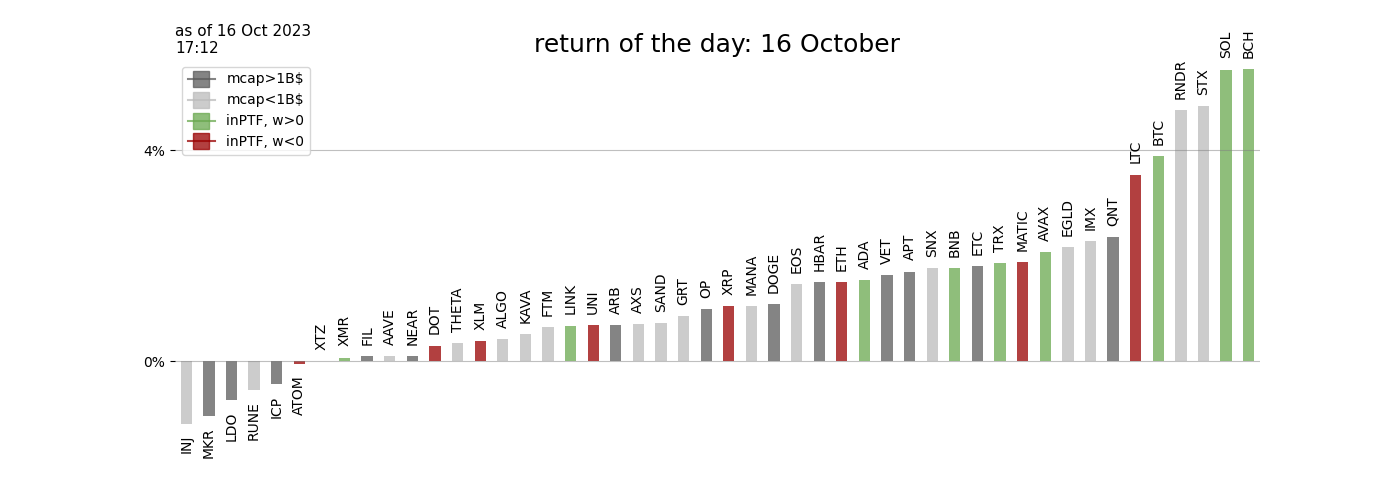 as of 16 Oct 2023
17:12
return of the day: 16 October
mcap>1B$
mcap<1B$
inPTF, w>0
inPTF, w<0
4%
0%
INJ
MKR
LDO
RUNE
ICP
ATOM
XTZ
XMR
FIL
AAVE
NEAR
DOT
THETA
XLM
ALGO
KAVA
FTM
LINK
UNI
ARB
AXS
SAND
GRT
OP
XRP
MANA
DOGE
EOS
HBAR
ETH
ADA
VET
APT
SNX
BNB
ETC
TRX
MATIC
AVAX
EGLD
IMX
QNT
LTC
BTC
RNDR
STX
SOL
BCH